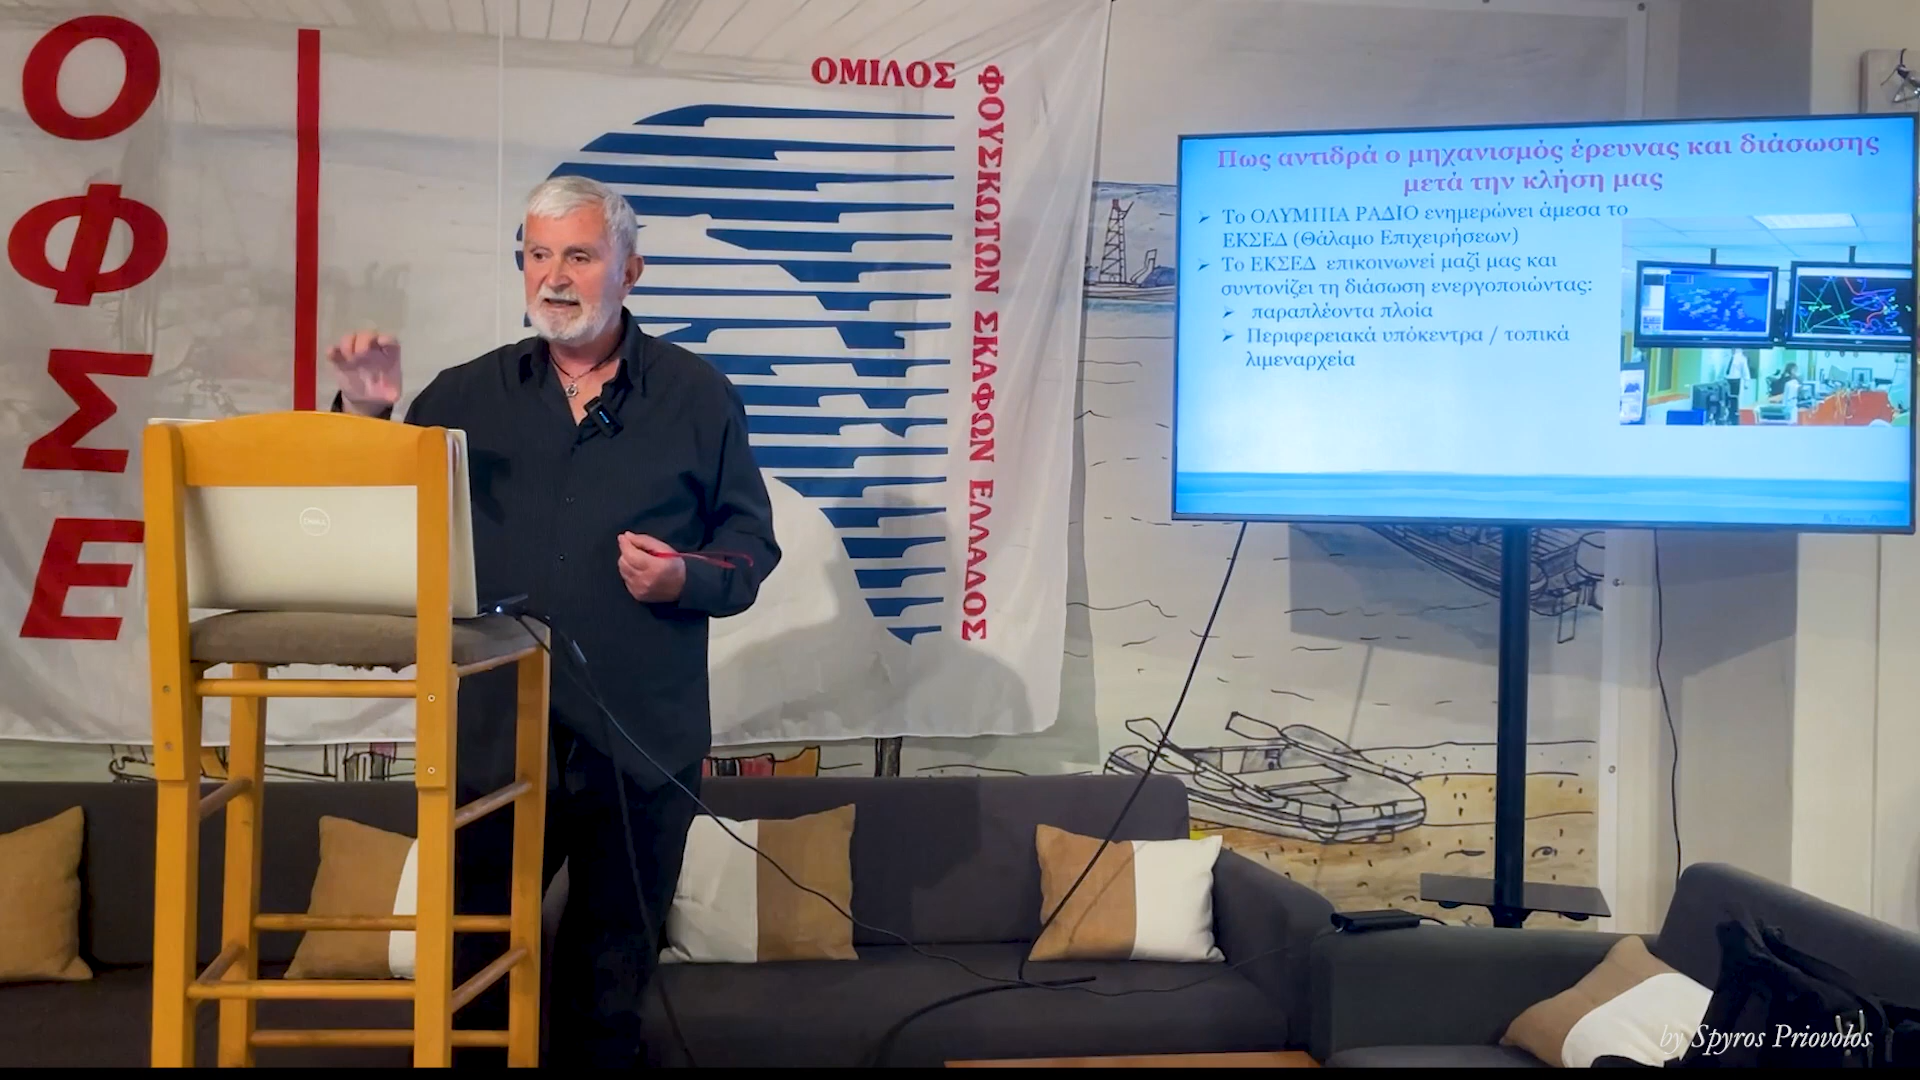 ΟΦΣΕ
ΟΜΙΛΟΣ
ΦΟΥΣΚΩΤΩΝ ΣΚΑΦΩΝ ΕΛΛΑΔΟΣ
Πως αντιδρά ο μηχανισμός έρευνας και διάσωσης
μετά την κλήση μας
➢ Το ΟΛΥΜΠΙΑ ΡΑΔΙΟ ενημερώνει άμεσα το
ΕΚΣΕΔ (Θάλαμο Επιχειρήσεων)
➢ Το ΕΚΣΕΔ επικοινωνεί μαζί μας και
συντονίζει τη διάσωση ενεργοποιώντας:
➢ παραπλέοντα πλοία
➢ Περιφερειακά υπόκεντρα / τοπικά
λιμεναρχεία
DELL
by Spyros Priovolos